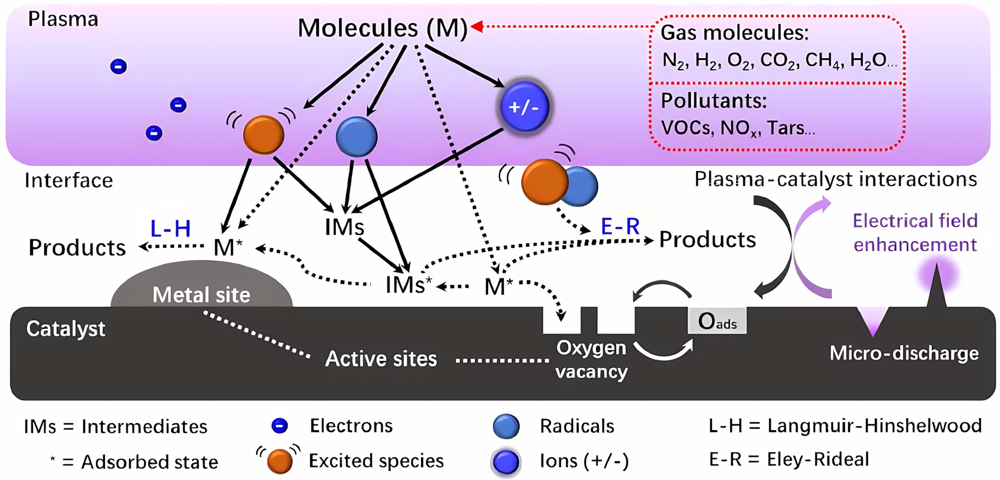 Plasma
Molecules (M)
Gas molecules:
N₂, H₂, O₂, CO₂, CH₄, H₂O...
Pollutants:
VOCs, NOₓ, Tars...
-
-
-
+/-
Interface
Plasma-catalyst interactions
L-H
IMs
E-R
Electrical field
enhancement
Products
M*
Products
IMs*
M*
Metal site
Catalyst
Oads
Active sites
Oxygen
vacancy
Micro-discharge
IMs = Intermediates
- Electrons
Radicals
L-H = Langmuir-Hinshelwood
* = Adsorbed state
Excited species
Ions (+/-)
E-R = Eley-Rideal